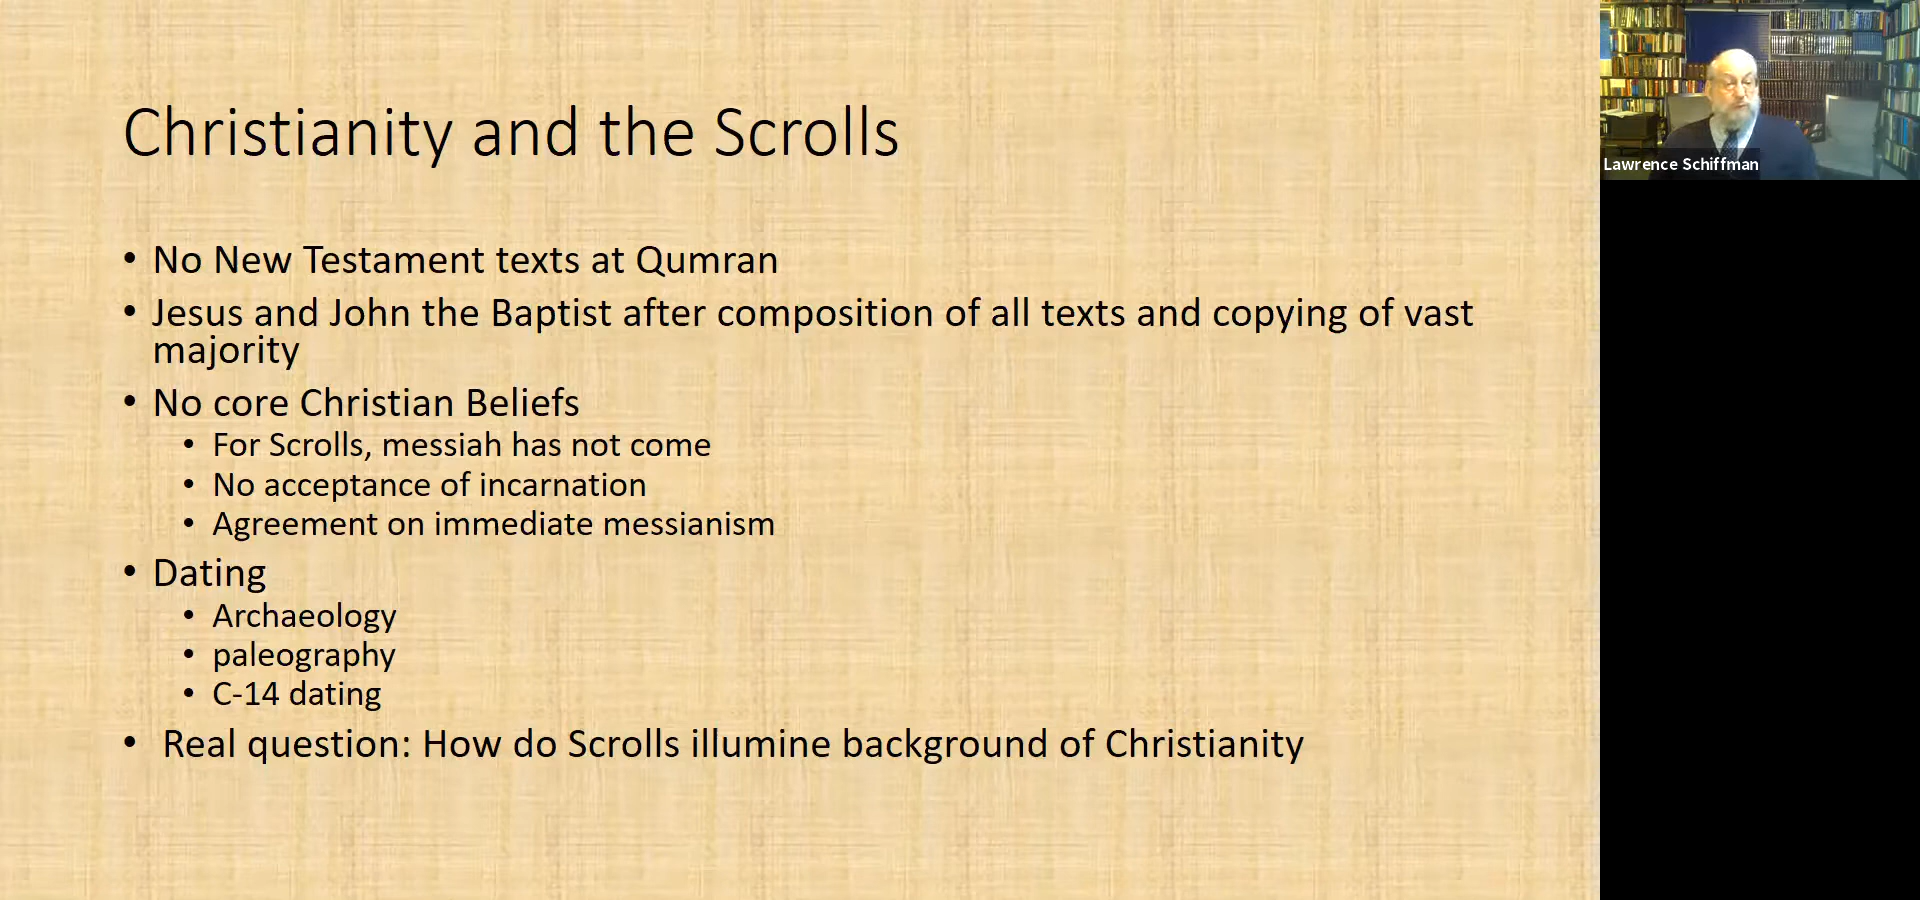 Christianity and the Scrolls
• No New Testament texts at Qumran
• Jesus and John the Baptist after composition of all texts and copying of vast
majority
• No core Christian Beliefs
• For Scrolls, messiah has not come
• No acceptance of incarnation
• Agreement on immediate messianism
• Dating
• Archaeology
• paleography
• C-14 dating
• Real question: How do Scrolls illumine background of Christianity
Lawrence Schiffman